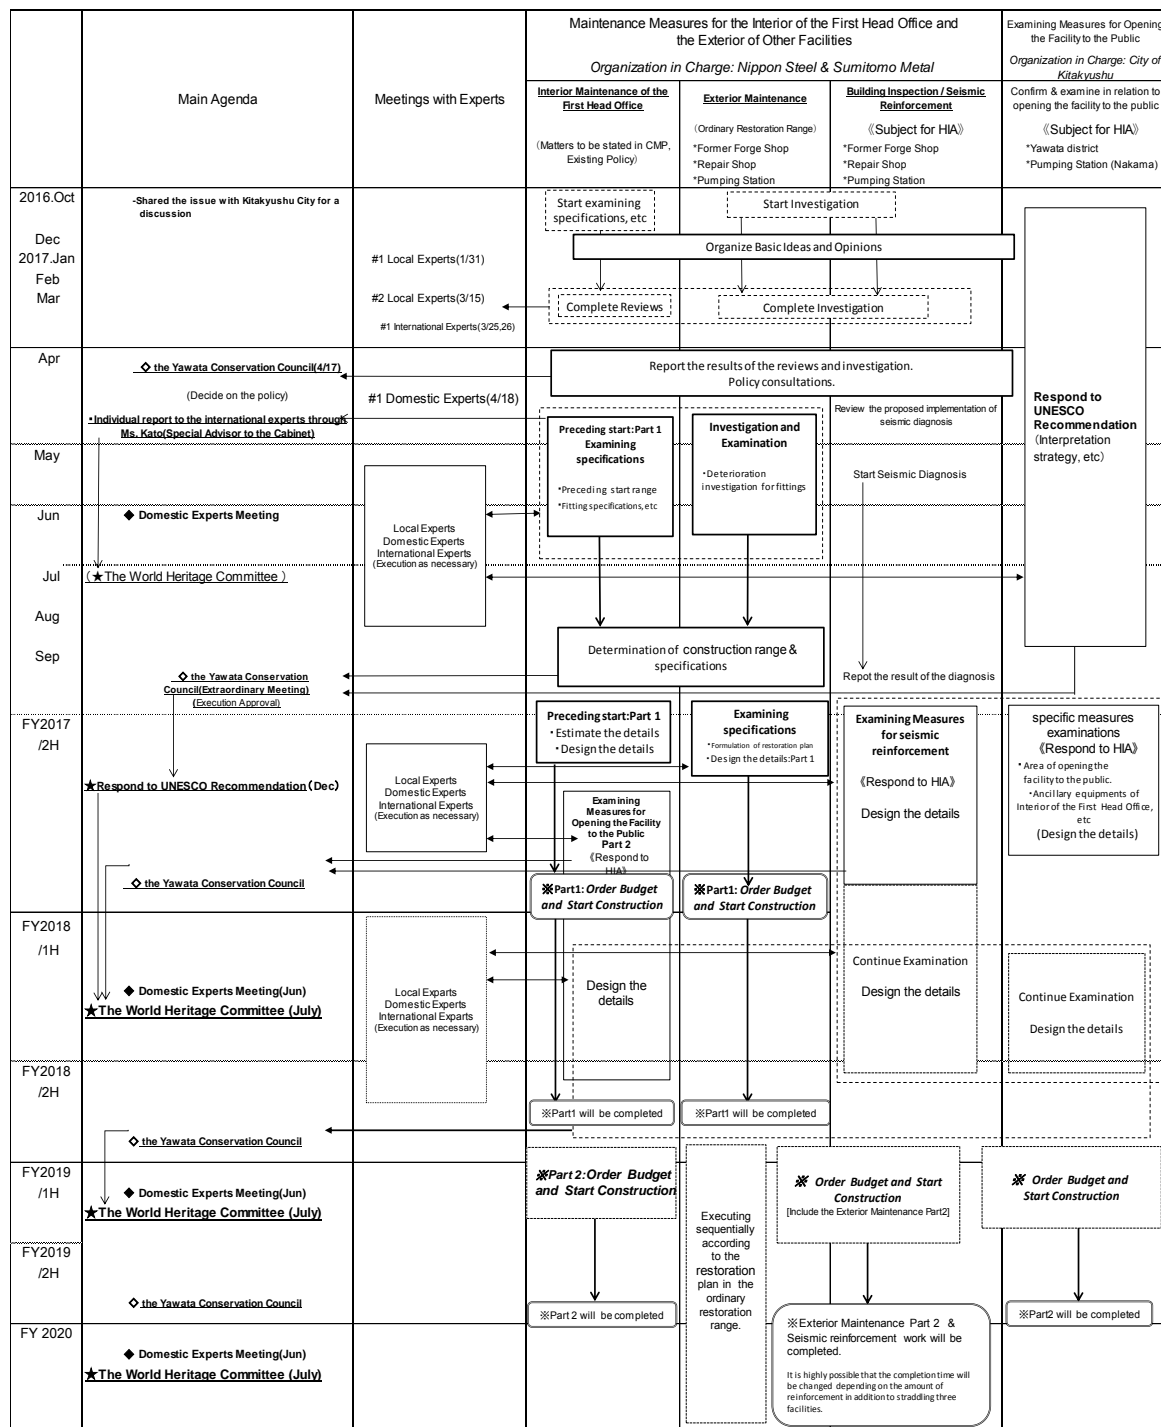 Maintenance Measures for the Interior of the First Head Office and
the Exterior of Other Facilities
Organization in Charge: Nippon Steel & Sumitomo Metal
Examining Measures for Opening
the Facility to the Public
Organization in Charge: City of
Kitakyushu
Main Agenda
Meetings with Experts
Interior Maintenance of the
First Head Office
(Matters to be stated in CMP,
Existing Policy)
Exterior Maintenance
(Ordinary Restoration Range)
*Former Forge Shop
*Repair Shop
*Pumping Station
Building Inspection / Seismic
Reinforcement
《Subject for HIA》
*Former Forge Shop
*Repair Shop
*Pumping Station
Confirm & examine in relation to
opening the facility to the public
《Subject for HIA》
*Yawata district
*Pumping Station (Nakama)
2016.Oct
Dec
2017.Jan
Feb
Mar
-Shared the issue with Kitakyushu City for a
discussion
#1 Local Experts(1/31)
#2 Local Experts(3/15)
#1 International Experts(3/25,26)
Start examining
specifications, etc
Start Investigation
Organize Basic Ideas and Opinions
Complete Reviews
Complete Investigation
Respond to
UNESCO
Recommendation
(Interpretation
strategy, etc)
Apr
◇ the Yawata Conservation Council(4/17)
(Decide on the policy)
・Individual report to the international experts through
Ms. Kato(Special Advisor to the Cabinet)
#1 Domestic Experts(4/18)
Report the results of the reviews and investigation.
Policy consultations.
Review the proposed implementation of
seismic diagnosis
Preceding start:Part 1
Examining
specifications
・Preceding start range
・Fitting specifications, etc
Investigation and
Examination
・Deterioration
investigation for fittings
May
Start Seismic Diagnosis
Jun
◆ Domestic Experts Meeting
Local Experts
Domestic Experts
International Experts
(Execution as necessary)
Jul
(★The World Heritage Committee )
Aug
Sep
Determination of construction range &
specifications
Repot the result of the diagnosis
◇ the Yawata Conservation
Council(Extraordinary Meeting)
(Execution Approval)
FY2017
/2H
Preceding start:Part 1
・Estimate the details
・Design the details
Examining
specifications
・Formulation of restoration plan
・Design the details:Part 1
Examining Measures
for seismic
reinforcement
《Respond to HIA》
Design the details
specific measures
examinations
《Respond to HIA》
・Area of opening the
facility to the public.
・Ancillary equipments of
Interior of the First Head Office,
etc
(Design the details)
★Respond to UNESCO Recommendation(Dec)
Local Experts
Domestic Experts
International Experts
(Execution as necessary)
Examining
Measures for
Opening the Facility
to the Public
Part 2
《Respond to
HIA》
◇ the Yawata Conservation Council
※Part1: Order Budget
and Start Construction
※Part1: Order Budget
and Start Construction
FY2018
/1H
Local Exparts
Domestic Experts
International Exparts
(Execution as necessary)
Design the
details
Continue Examination
Design the details
Continue Examination
Design the details
◆ Domestic Experts Meeting(Jun)
★The World Heritage Committee (July)
FY2018
/2H
※Part1 will be completed
※Part1 will be completed
◇ the Yawata Conservation Council
FY2019
/1H
◆ Domestic Experts Meeting(Jun)
★The World Heritage Committee (July)
※Part 2:Order Budget
and Start Construction
Executing
sequentially
according
to the
restoration
plan in the
ordinary
restoration
range.
※ Order Budget and Start
Construction
[Include the Exterior Maintenance Part2]
※ Order Budget and
Start Construction
FY2019
/2H
◇ the Yawata Conservation Council
※Part 2 will be completed
※Part2 will be completed
※Exterior Maintenance Part 2 &
Seismic reinforcement work will be
completed.
It is highly possible that the completion time will
be changed depending on the amount of
reinforcement in addition to straddling three
facilities.
FY 2020
◆ Domestic Experts Meeting(Jun)
★The World Heritage Committee (July)